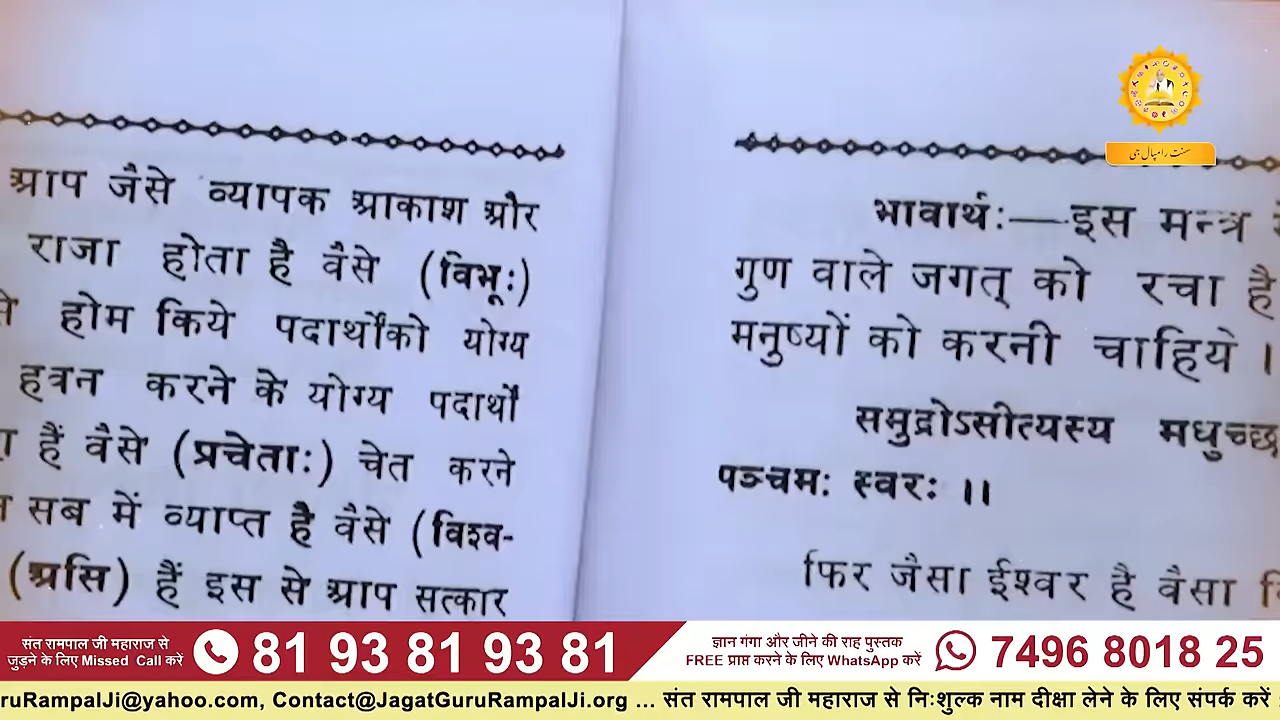 आप जैसे व्यापक आकाश और
राजा होता है वैसे (विभूः)
होम किये पदार्थोंको योग्य
हवन करने के योग्य पदार्थों
हैं वैसे (प्रचेताः) चेत करने
सब में व्याप्त है वैसे (विश्व-
(असि) हैं इस से आप सत्कार
भावार्थः—इस मन्त्र
गुण वाले जगत् को रचा है
मनुष्यों को करनी चाहिये ।
समुद्रोऽसीत्यस्य मधुच्छ
पञ्चमः स्वरः ।।
फिर जैसा ईश्वर है वैसा
سنت رامپال جی
संत रामपाल जी महाराज से
जुड़ने के लिए Missed Call करें
81 93 81 93 81
ज्ञान गंगा और जीने की राह पुस्तक
FREE प्राप्त करने के लिए WhatsApp करें
7496 8018 25
ruRampalJi@yahoo.com, Contact@JagatGuruRampalJi.org ... संत रामपाल जी महाराज से निःशुल्क नाम दीक्षा लेने के लिए संपर्क करें